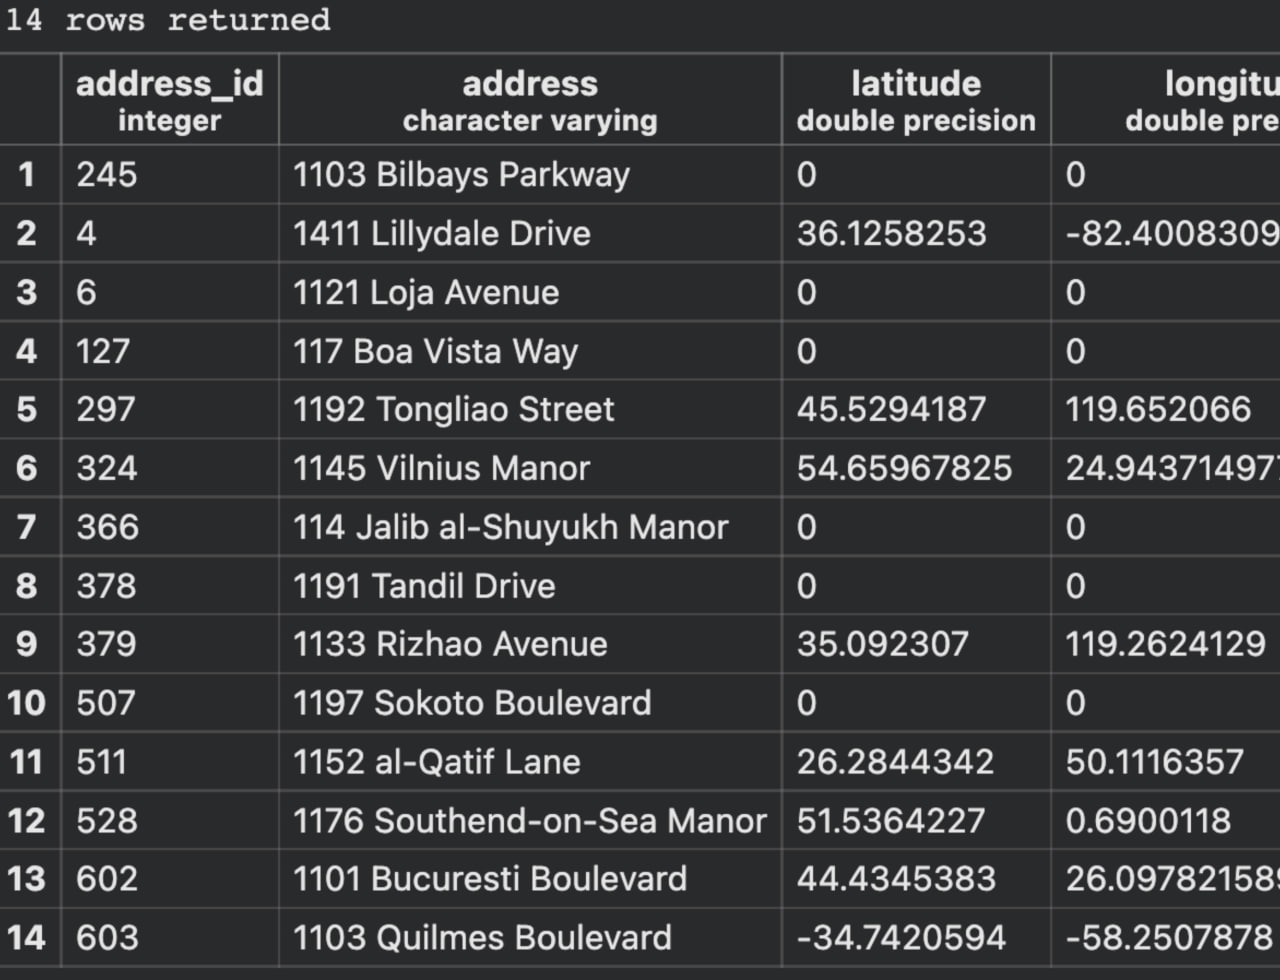 14 rows returned
address_id address latitude longitu
integer character varying double precision double pre
1 245 1103 Bilbays Parkway 0 0
2 4 1411 Lillydale Drive 36.1258253 -82.4008309
3 6 1121 Loja Avenue 0 0
4 127 117 Boa Vista Way 0 0
5 297 1192 Tongliao Street 45.5294187 119.652066
6 324 1145 Vilnius Manor 54.65967825 24.943714977
7 366 114 Jalib al-Shuyukh Manor 0 0
8 378 1191 Tandil Drive 0 0
9 379 1133 Rizhao Avenue 35.092307 119.2624129
10 507 1197 Sokoto Boulevard 0 0
11 511 1152 al-Qatif Lane 26.2844342 50.1116357
12 528 1176 Southend-on-Sea Manor 51.5364227 0.6900118
13 602 1101 Bucuresti Boulevard 44.4345383 26.097821589
14 603 1103 Quilmes Boulevard -34.7420594 -58.2507878